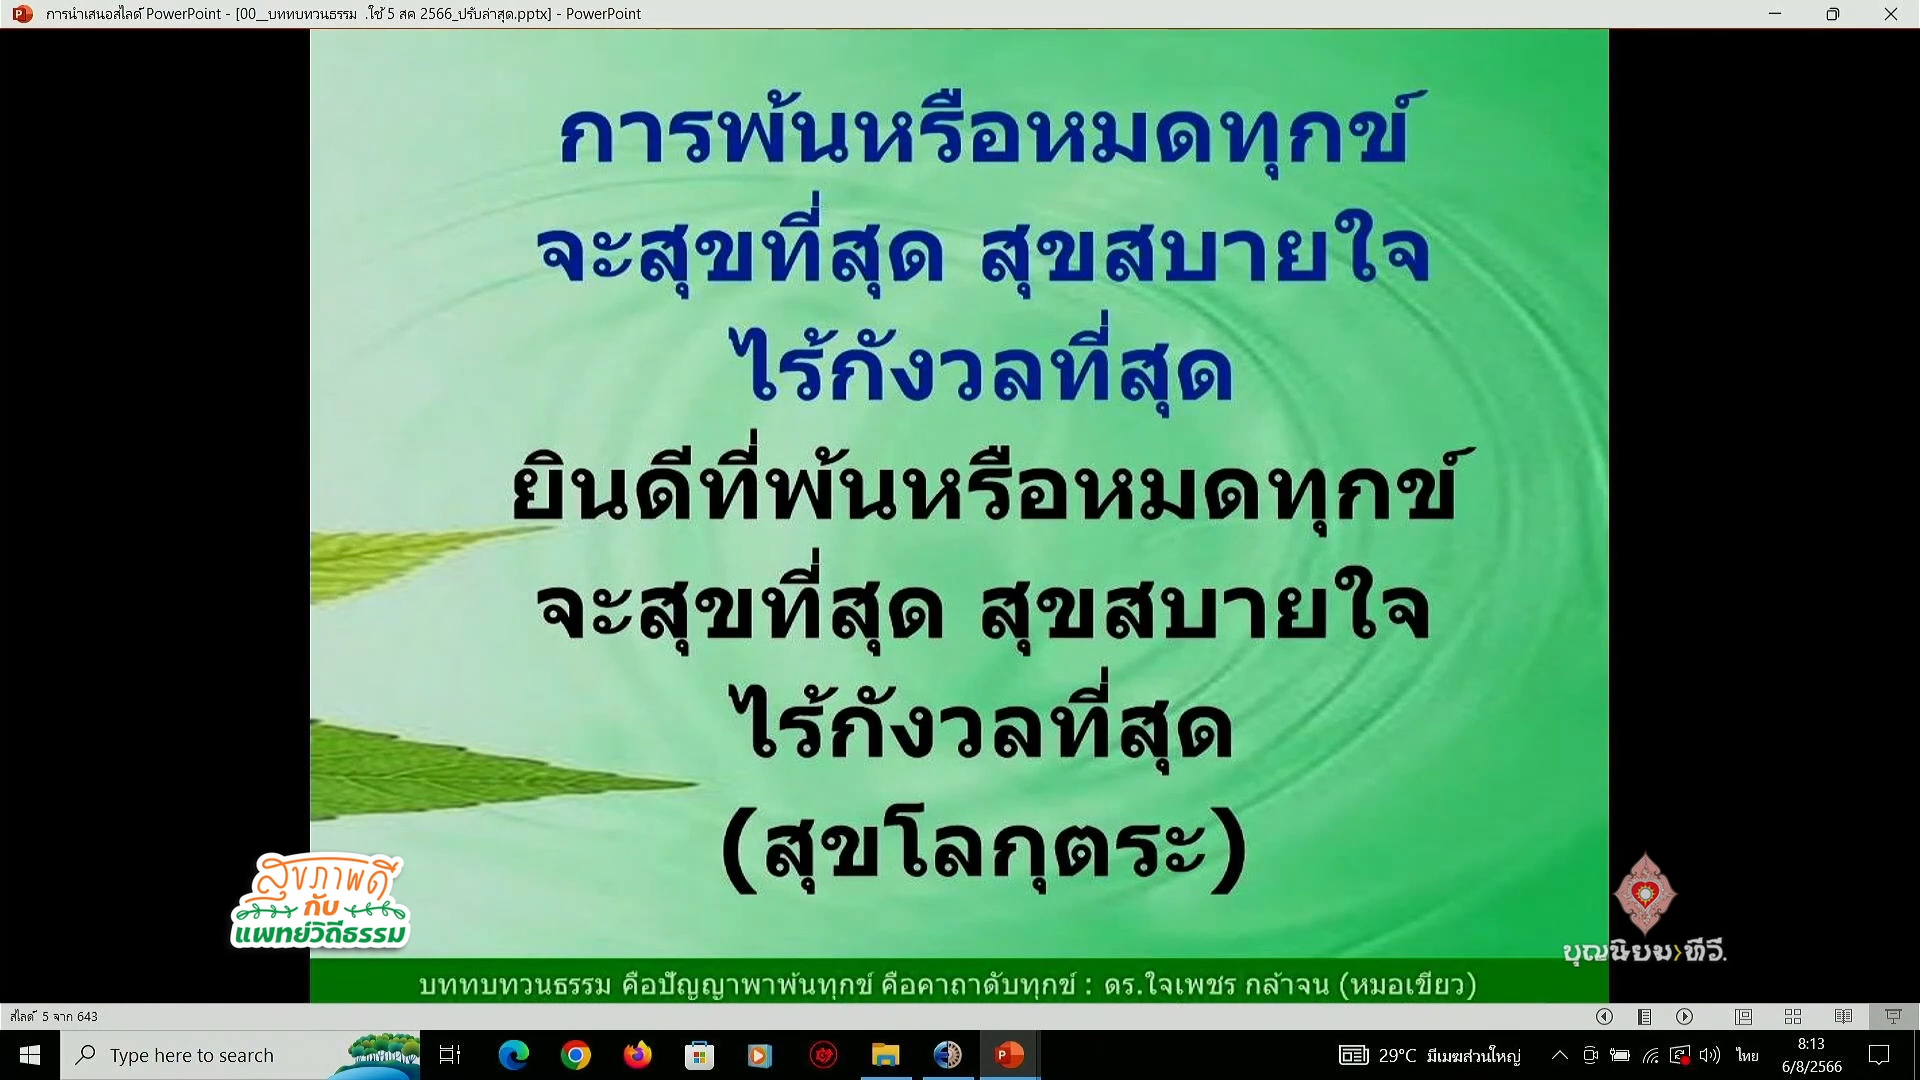 การนำเสนอสไลด์ PowerPoint - [00__บททบทวนธรรม .ใช้ 5 สค 2566_ปรับล่าสุด.pptx] - PowerPoint
การพ้นหรือหมดทุกข์
จะสุขที่สุด สุขสบายใจ
ไร้กังวลที่สุด
ยินดีที่พ้นหรือหมดทุกข์
จะสุขที่สุด สุขสบายใจ
ไร้กังวลที่สุด
(สุขโลกุตระ)
สุขภาพดี
กับ
แพทย์วิถีธรรม
บุญนิยม ทีวี.
บททบทวนธรรม คือปัญญาพาพ้นทุกข์ คือคาถาดับทุกข์ : ดร.ใจเพชร กล้าจน (หมอเขียว)
สไลด์ 5 จาก 643
Type here to search
29°C มีเมฆส่วนใหญ่
ไทย
8:13
6/8/2566